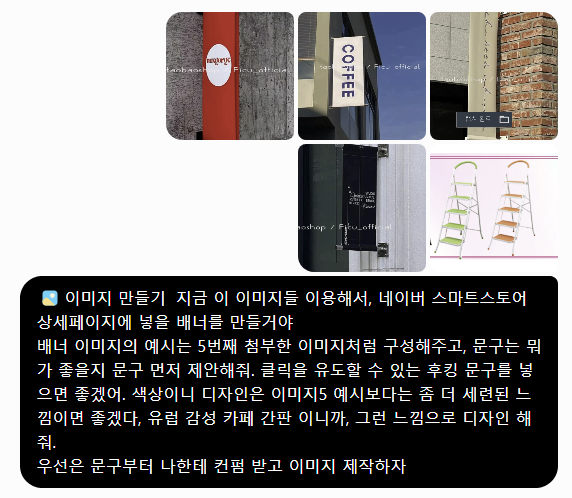 taobaoshop / Ficu_official
COFFEE
taobaoshop / Ficu_official
이미지 만들기 지금 이 이미지들 이용해서, 네이버 스마트스토어
상세페이지에 넣을 배너를 만들거야
배너 이미지의 예시는 5번째 첨부한 이미지처럼 구성해주고, 문구는 뭐
가 좋을지 문구 먼저 제안해줘. 클릭을 유도할 수 있는 후킹 문구를 넣
으면 좋겠어. 색상이니 디자인은 이미지5 예시보다는 좀 더 세련된 느
낌이면 좋겠다, 유럽 감성 카페 간판 이니까, 그런 느낌으로 디자인 해
줘.
우선은 문구부터 나한테 컨펌 받고 이미지 제작하자